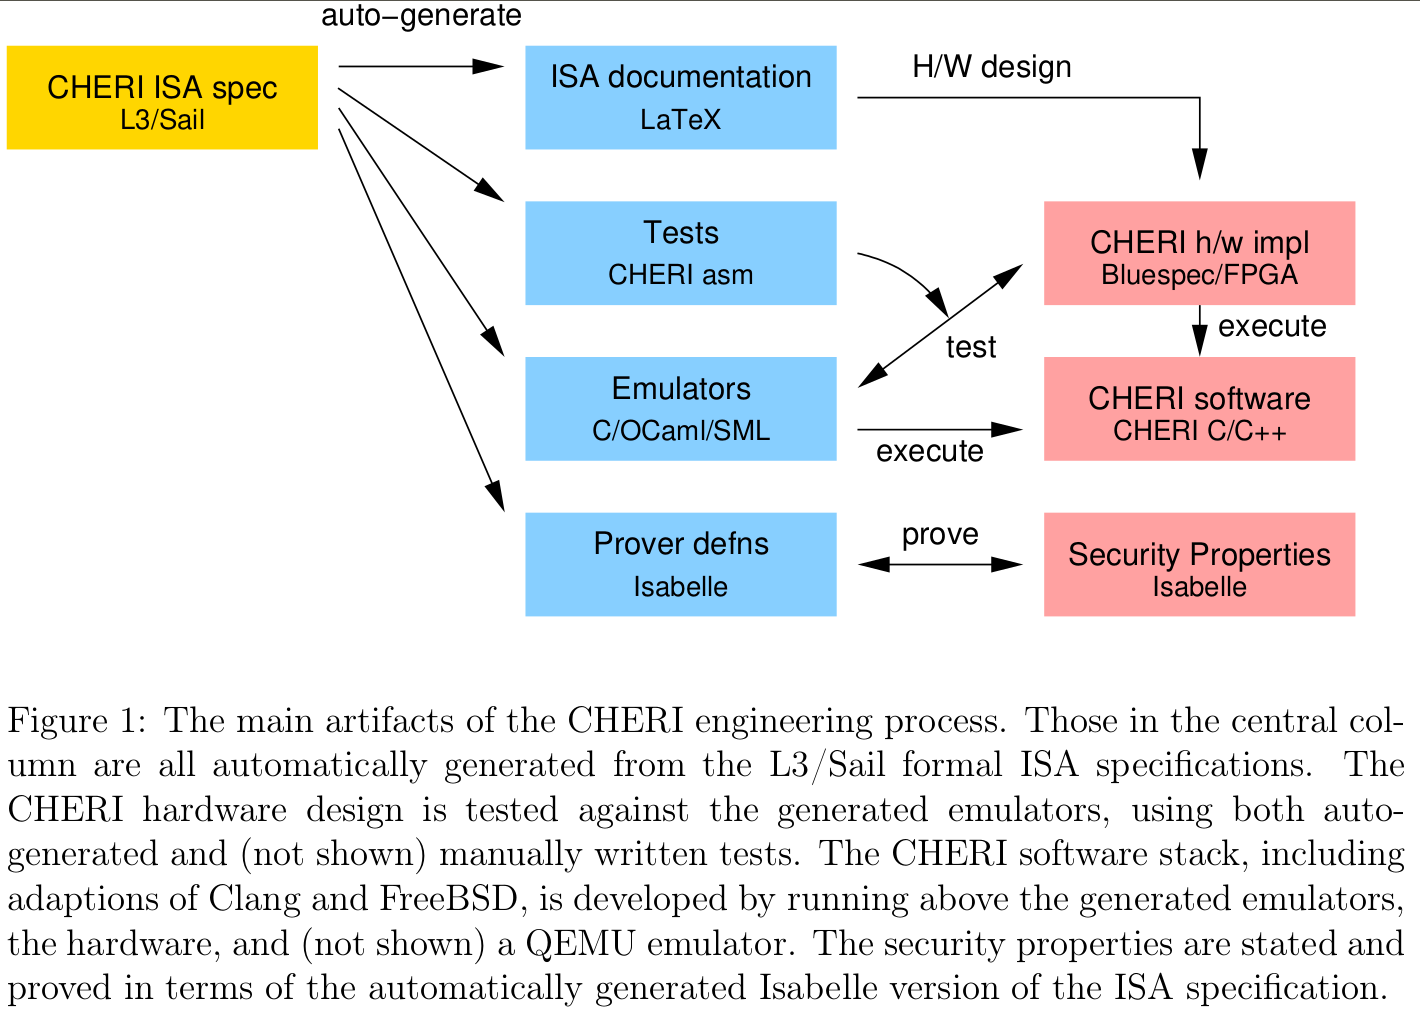 auto−generate
CHERI ISA spec
L3/Sail
ISA documentation
LaTeX
H/W design
Tests
CHERI asm
CHERI h/w impl
Bluespec/FPGA
test
execute
Emulators
C/OCaml/SML
execute
CHERI software
CHERI C/C++
Prover defns
Isabelle
prove
Security Properties
Isabelle
Figure 1: The main artifacts of the CHERI engineering process. Those in the central col-
umn are all automatically generated from the L3/Sail formal ISA specifications. The
CHERI hardware design is tested against the generated emulators, using both auto-
generated and (not shown) manually written tests. The CHERI software stack, including
adaptions of Clang and FreeBSD, is developed by running above the generated emulators,
the hardware, and (not shown) a QEMU emulator. The security properties are stated and
proved in terms of the automatically generated Isabelle version of the ISA specification.